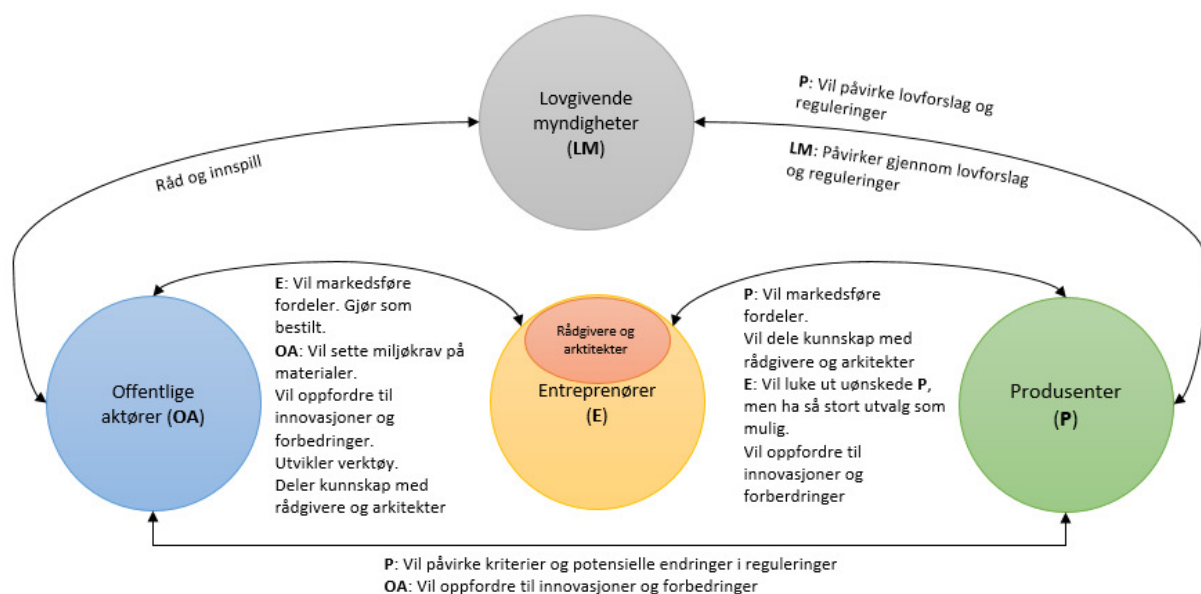 Lovgivende
myndigheter
(LM)
P: Vil påvirke lovforslag og
reguleringer
LM: Påvirker gjennom lovforslag
og reguleringer
Råd og innspill
Offentlige
aktører (OA)
E: Vil markedsføre
fordeler. Gjør som
bestilt.
OA: Vil sette miljøkrav på
materialer.
Vil oppfordre til
innovasjoner og
forbedringer.
Utvikler verktøy.
Deler kunnskap med
rådgivere og arkitekter
Rådgivere og
arktitekter
Entreprenører
(E)
P: Vil markedsføre
fordeler.
Vil dele kunnskap med
rådgivere og arkitekter
E: Vil luke ut uønskede P,
men ha så stort utvalg som
mulig.
Vil oppfordre til
innovasjoner og
forberdringer
Produsenter
(P)
P: Vil påvirke kriterier og potensielle endringer i reguleringer
OA: Vil oppfordre til innovasjoner og forbedringer